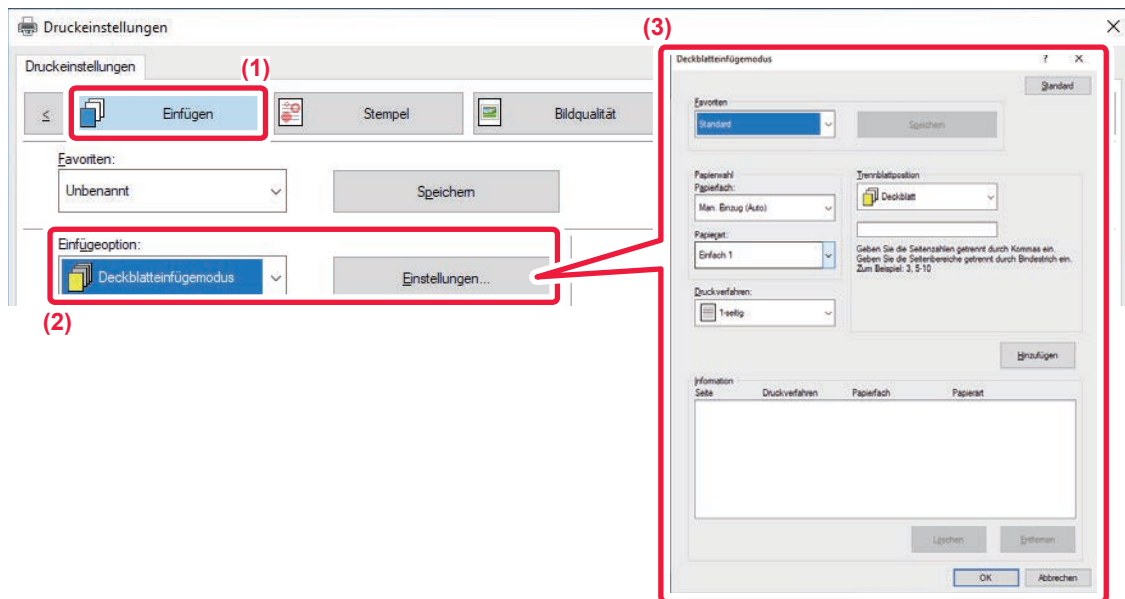 Druckeinstellungen
Druckeinstellungen
(1)
≤ Einfügen Stempel Bildqualität
Favoriten:
Unbenannt Speichern
Einfügeoption:
Deckblatteinfügemodus Einstellungen...
(2)
(3)
Deckblatteinfügemodus ? X
Standard
Favoriten
Standard Speichern
Papierwahl
Papierfach:
Man. Einzug (Auto)
Papierart:
Einfach 1
Druckverfahren:
1-seitig
Trennblattposition
Deckblatt
Geben Sie die Seitenzahlen getrennt durch Kommas ein.
Geben Sie die Seitenbereiche getrennt durch Bindestrich ein.
Zum Beispiel: 3, 5-10
Hinzufügen
Information
Seite Druckverfahren Papierfach Papierart
Löschen Entfernen
OK Abbrechen